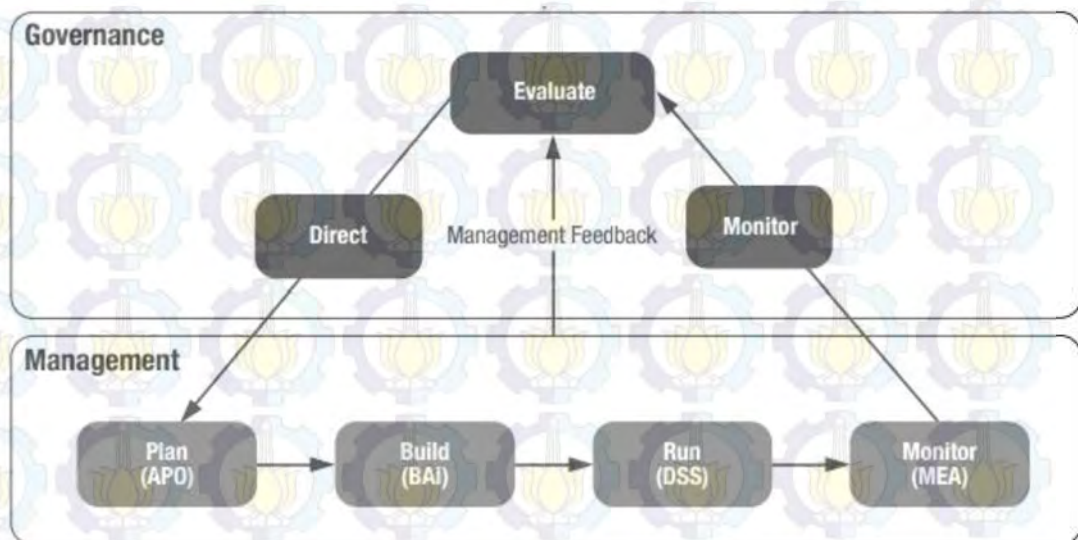 Governance
Evaluate
Direct
Management Feedback
Monitor
Management
Plan
(APO)
Build
(BAI)
Run
(DSS)
Monitor
(MEA)